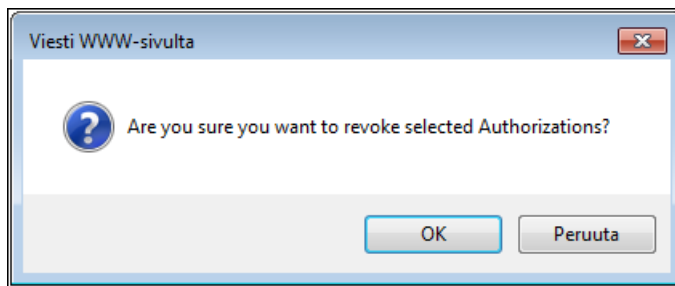 Viesti WWW-sivulta
Are you sure you want to revoke selected Authorizations?
OK
Peruuta